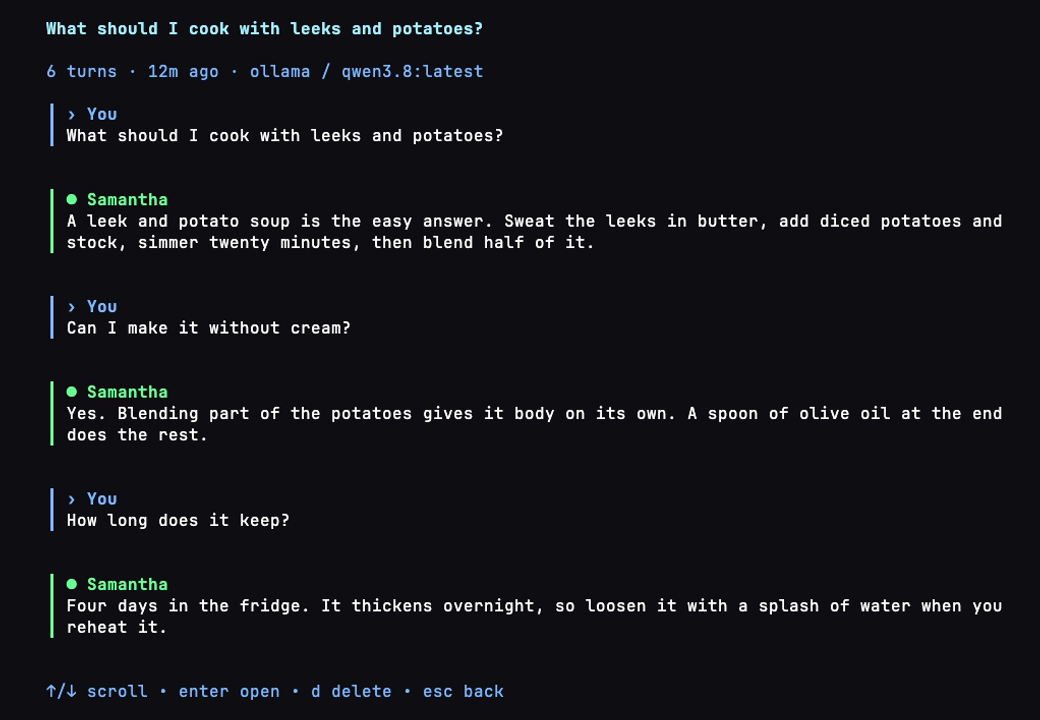 What should I cook with leeks and potatoes?
6 turns · 12m ago · ollama / qwen3.8:latest
› You
What should I cook with leeks and potatoes?
● Samantha
A leek and potato soup is the easy answer. Sweat the leeks in butter, add diced potatoes and
stock, simmer twenty minutes, then blend half of it.
› You
Can I make it without cream?
● Samantha
Yes. Blending part of the potatoes gives it body on its own. A spoon of olive oil at the end
does the rest.
› You
How long does it keep?
● Samantha
Four days in the fridge. It thickens overnight, so loosen it with a splash of water when you
reheat it.
↑/↓ scroll • enter open • d delete • esc back